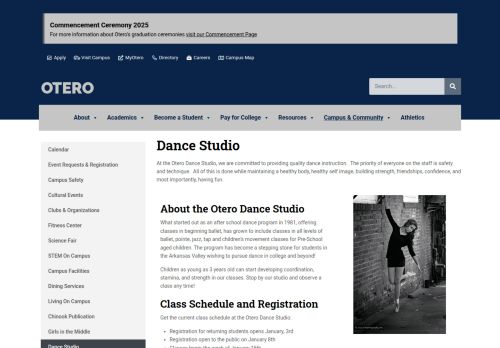 Commencement Ceremony 2025
For more information about Otero's graduation ceremonies visit our Commencement Page
Apply Visit Campus MyOtero Directory Careers Campus Map
OTERO
Search...
About Academics Become a Student Pay for College Resources Campus & Community Athletics
Calendar
Event Requests & Registration
Campus Safety
Cultural Events
Clubs & Organizations
Fitness Center
Science Fair
STEM On Campus
Campus Facilities
Dining Services
Living On Campus
Chinook Publication
Girls in the Middle
Dance Studio
Dance Studio
At the Otero Dance Studio, we are committed to providing quality dance instruction. The priority of everyone on the staff is safety
and technique. All of this is done while maintaining a healthy body, healthy self image, building strength, friendships, confidence, and
most importantly, having fun.
About the Otero Dance Studio
What started out as an after school dance program in 1981, offering
classes in beginning ballet, has grown to include classes in all levels of
ballet, pointe, jazz, tap and children's movement classes for Pre-School
aged children. The program has become a stepping stone for students in
the Arkansas Valley wishing to pursue dance in college and beyond!
Children as young as 3 years old can start developing coordination,
stamina, and strength in our classes. Stop by our studio and observe a
class any time!
Class Schedule and Registration
Get the current class schedule at the Otero Dance Studio:
Registration for returning students opens January, 3rd
Registration open to the public on January 8th